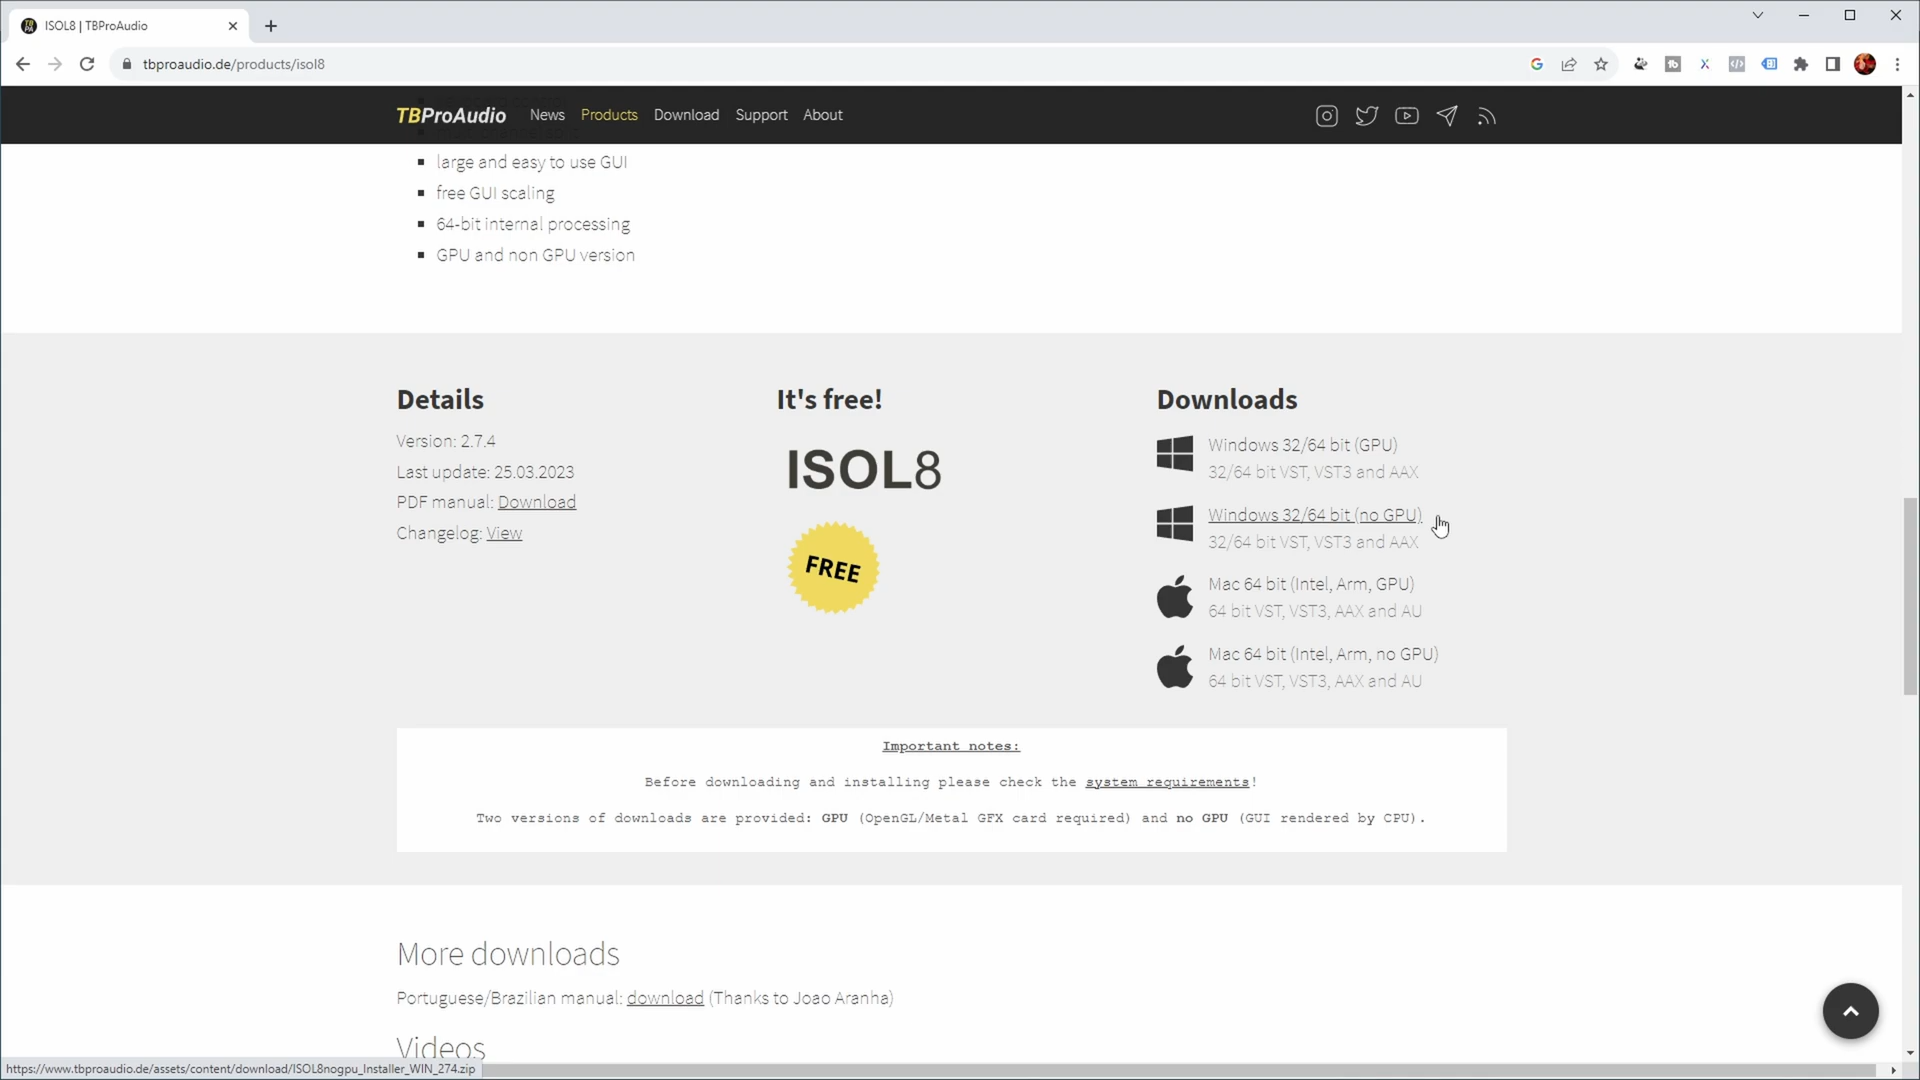 ISOL8 | TBProAudio
tbproaudio.de/products/isol8
TBProAudio News Products Download Support About
large and easy to use GUI
free GUI scaling
64-bit internal processing
GPU and non GPU version
Details
Version: 2.7.4
Last update: 25.03.2023
PDF manual: Download
Changelog: View
It's free!
ISOL8
FREE
Downloads
Windows 32/64 bit (GPU)
32/64 bit VST, VST3 and AAX
Windows 32/64 bit (no GPU)
32/64 bit VST, VST3 and AAX
Mac 64 bit (Intel, Arm, GPU)
64 bit VST, VST3, AAX and AU
Mac 64 bit (Intel, Arm, no GPU)
64 bit VST, VST3, AAX and AU
Important notes:
Before downloading and installing please check the system requirements!
Two versions of downloads are provided: GPU (OpenGL/Metal GFX card required) and no GPU (GUI rendered by CPU).
More downloads
Portuguese/Brazilian manual: download (Thanks to Joao Aranha)
Videos
https://www.tbproaudio.de/assets/content/download/ISOL8nogpu_Installer_WIN_274.zip